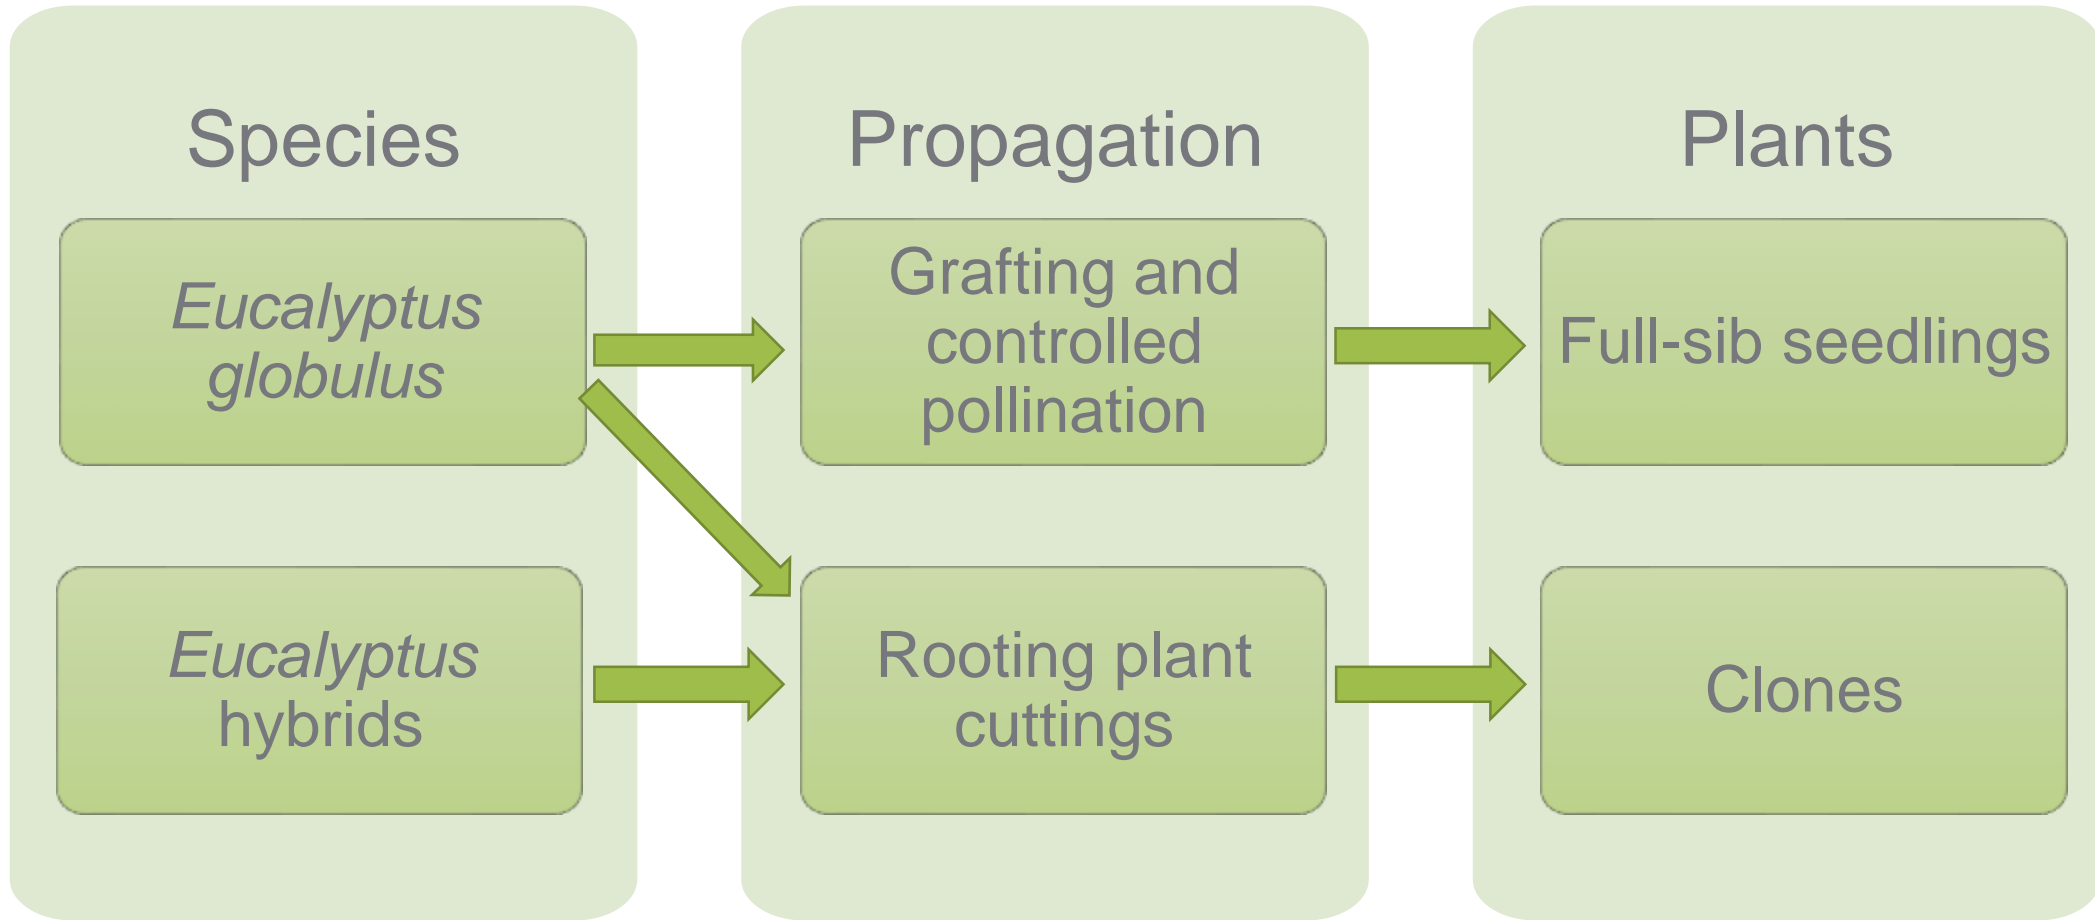 Species
Eucalyptus
globulus
Eucalyptus
hybrids
Propagation
Grafting and
controlled
pollination
Rooting plant
cuttings
Plants
Full-sib seedlings
Clones